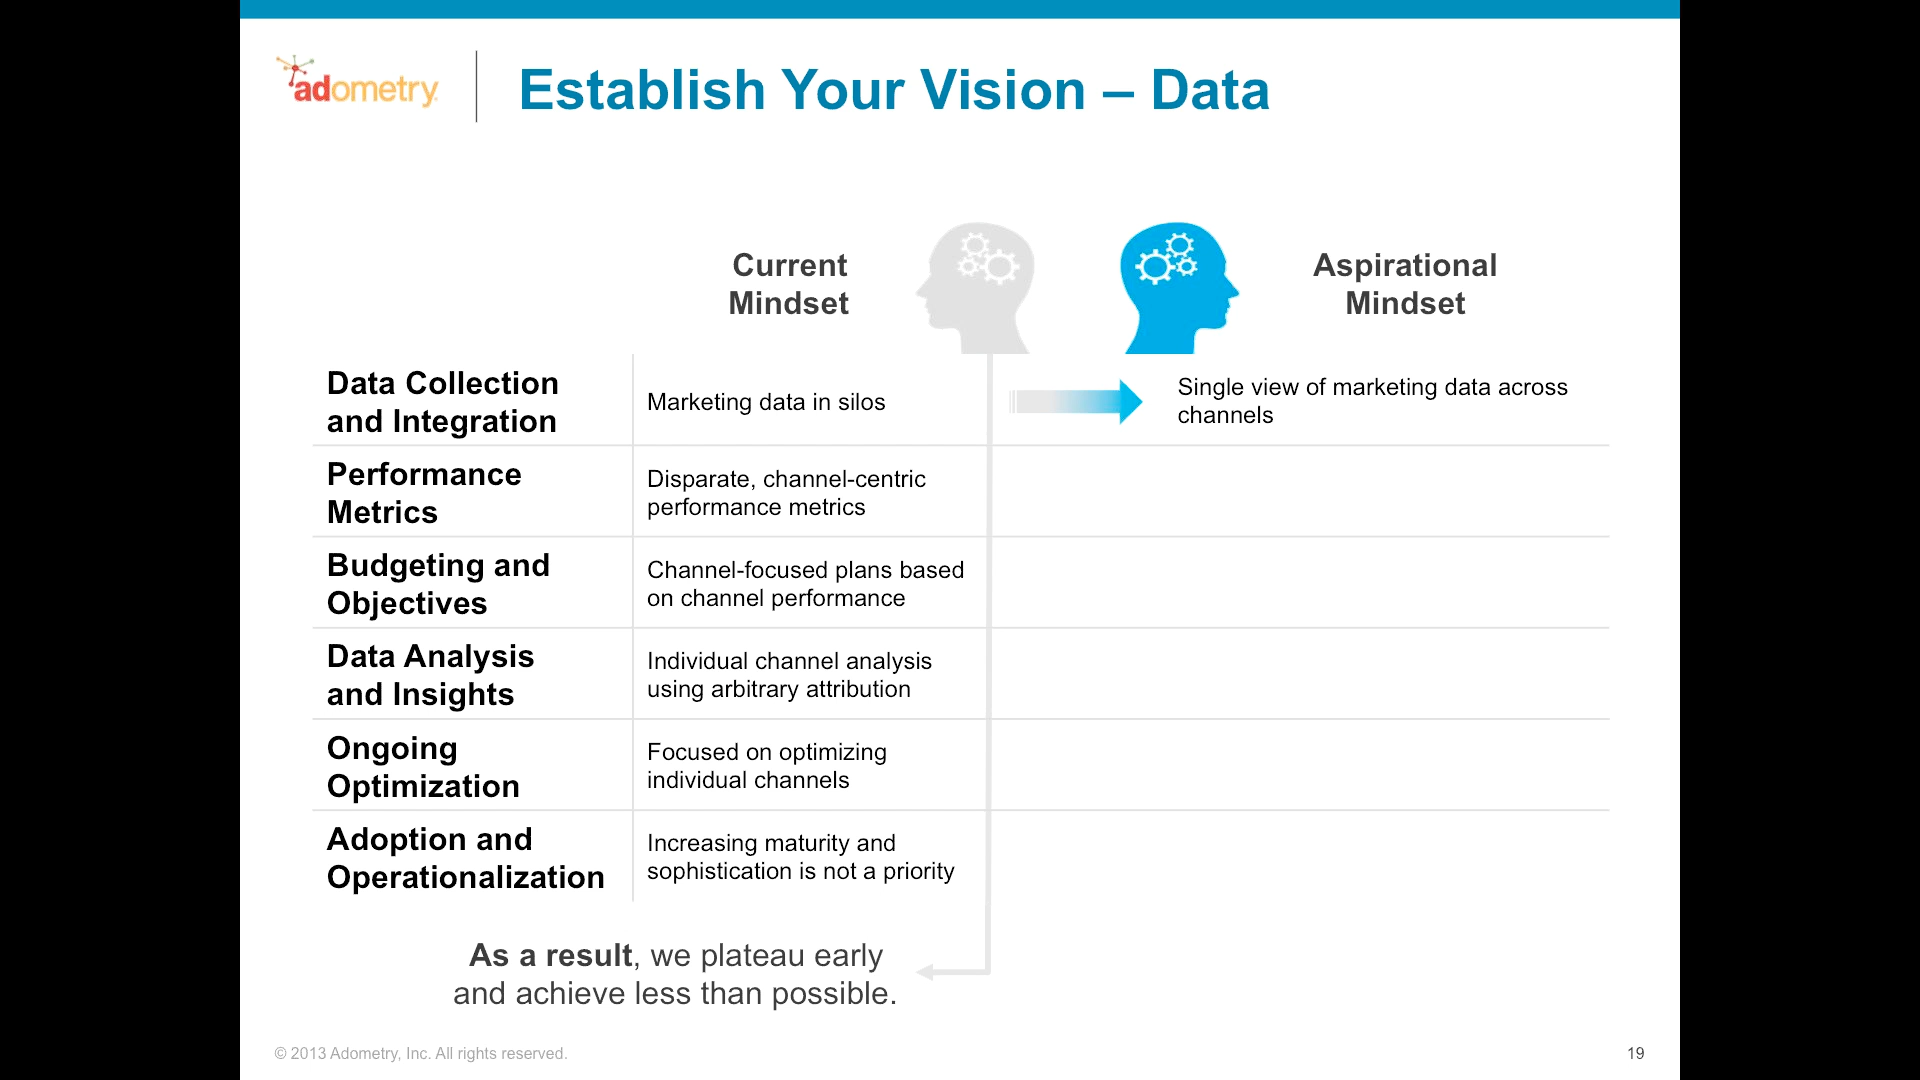 adometry
Establish Your Vision – Data
Current
Mindset
Aspirational
Mindset
Data Collection
and Integration
Marketing data in silos
Single view of marketing data across
channels
Performance
Metrics
Disparate, channel-centric
performance metrics
Budgeting and
Objectives
Channel-focused plans based
on channel performance
Data Analysis
and Insights
Individual channel analysis
using arbitrary attribution
Ongoing
Optimization
Focused on optimizing
individual channels
Adoption and
Operationalization
Increasing maturity and
sophistication is not a priority
As a result, we plateau early
and achieve less than possible.
© 2013 Adometry, Inc. All rights reserved.
19